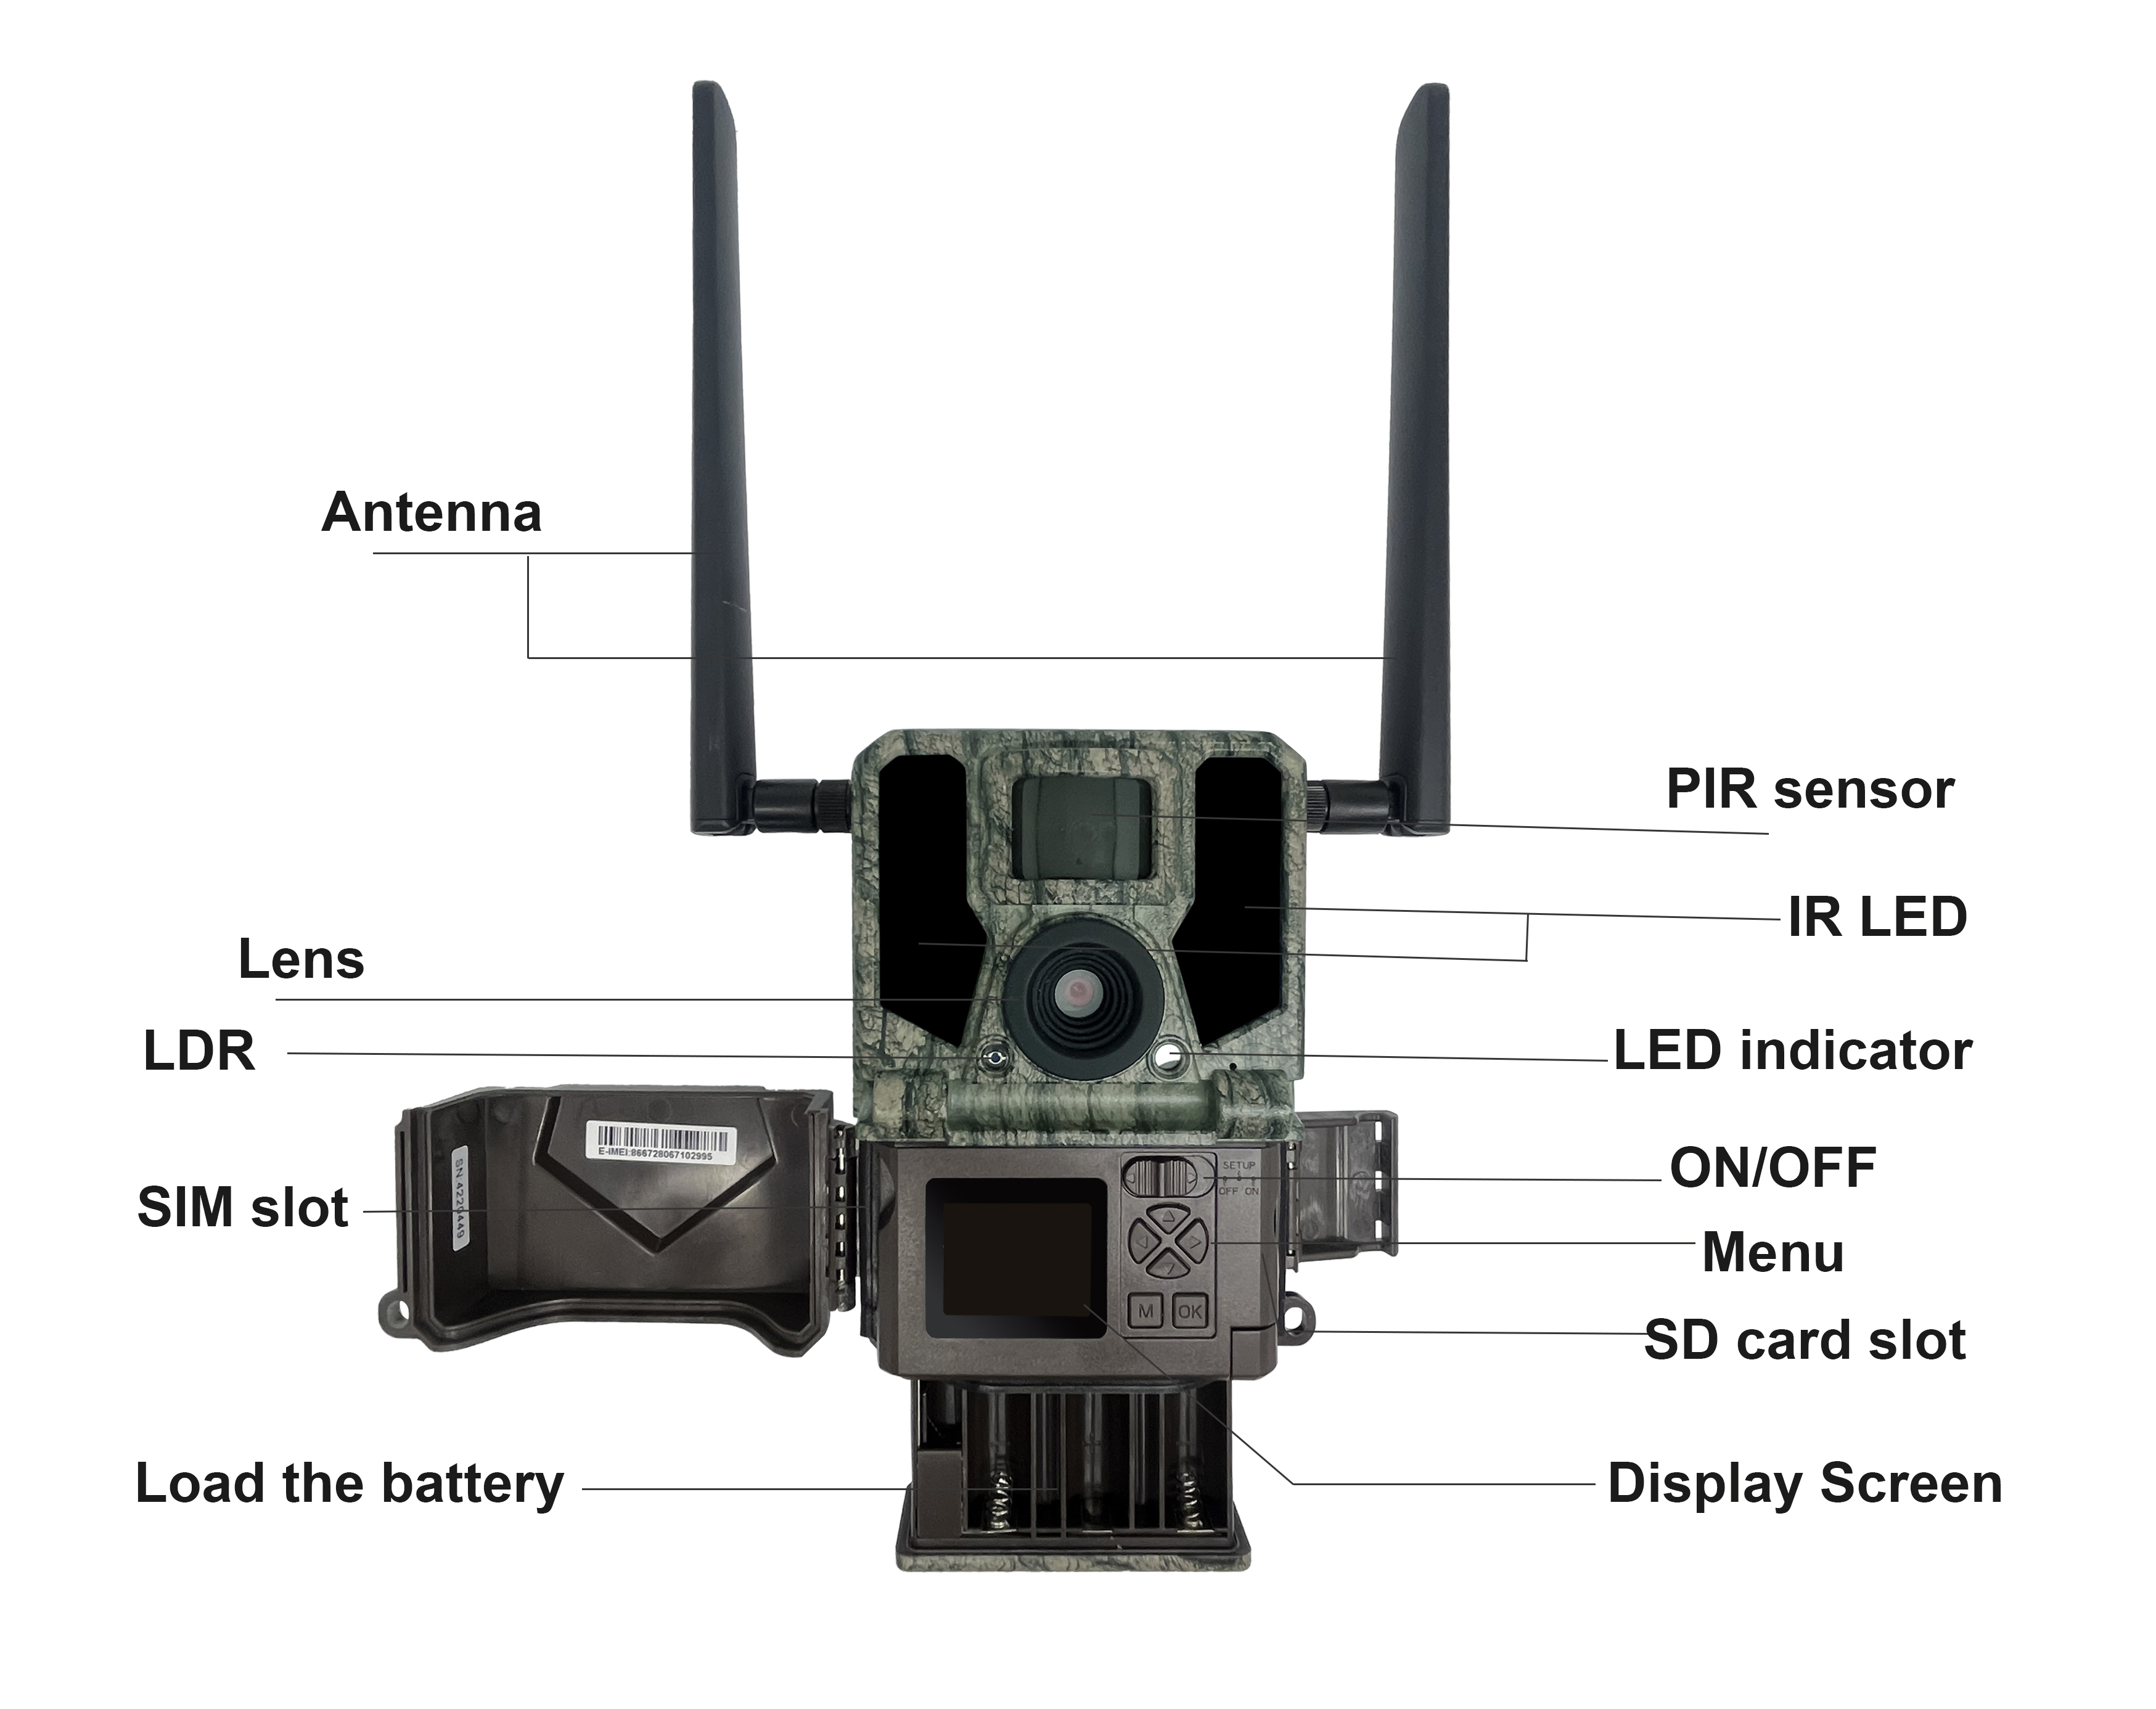 Antenna
PIR sensor
IR LED
Lens
LDR
LED indicator
E-IMEI:866728067102995
ON/OFF
SETUP
OFF ON
SIM slot
Menu
M OK
SD card slot
Load the battery
Display Screen